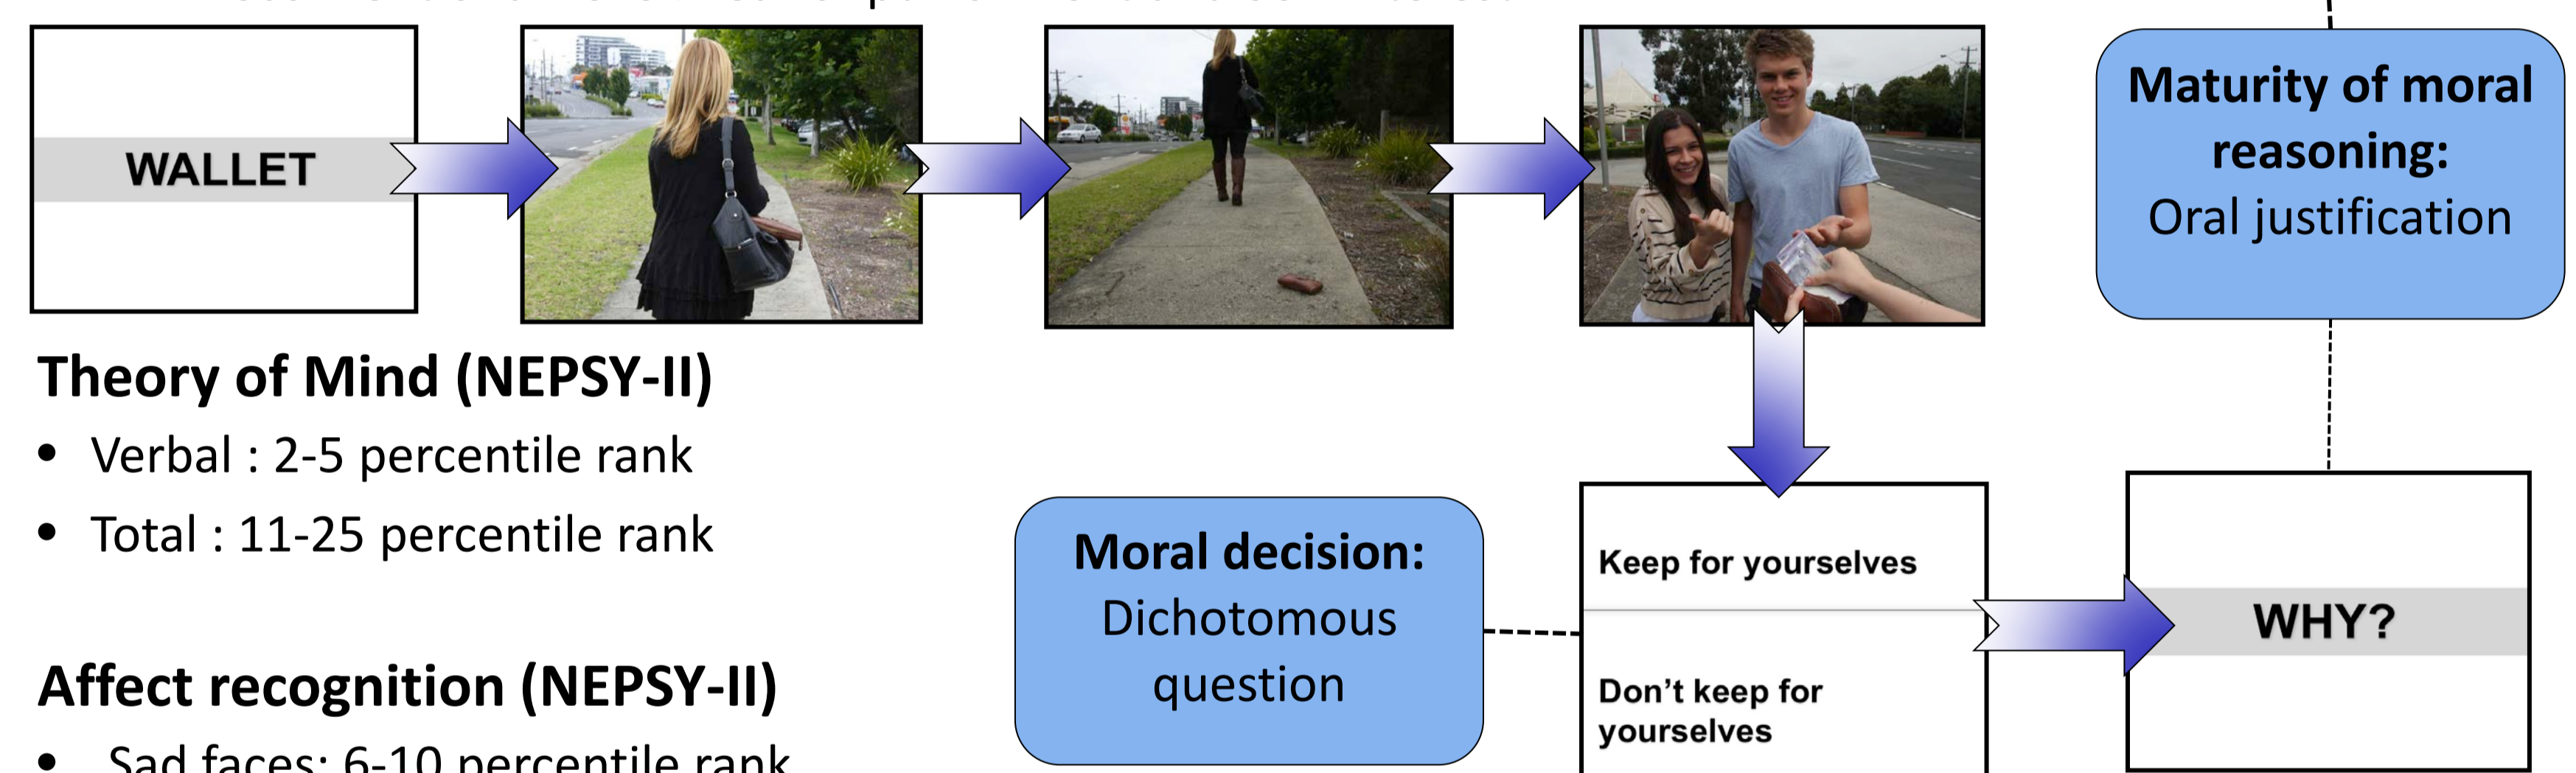 WALLET
Maturity of moral
reasoning:
Oral justification
Theory of Mind (NEPSY-II)
• Verbal : 2-5 percentile rank
• Total : 11-25 percentile rank
Affect recognition (NEPSY-II)
• Sad faces: 6-10 percentile rank
Moral decision:
Dichotomous
question
Keep for yourselves
Don't keep for
yourselves
WHY?